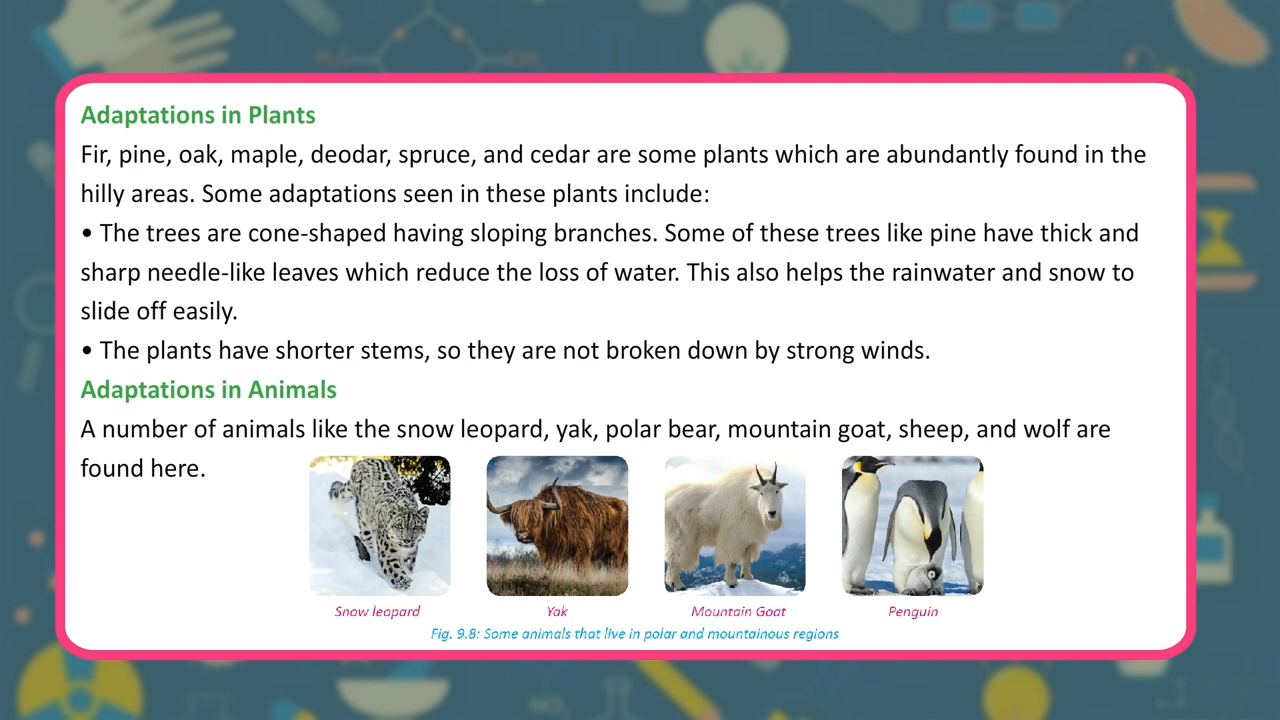 Adaptations in Plants
Fir, pine, oak, maple, deodar, spruce, and cedar are some plants which are abundantly found in the
hilly areas. Some adaptations seen in these plants include:
• The trees are cone-shaped having sloping branches. Some of these trees like pine have thick and
sharp needle-like leaves which reduce the loss of water. This also helps the rainwater and snow to
slide off easily.
• The plants have shorter stems, so they are not broken down by strong winds.
Adaptations in Animals
A number of animals like the snow leopard, yak, polar bear, mountain goat, sheep, and wolf are
found here.
Snow leopard
Yak
Mountain Goat
Penguin
Fig. 9.8: Some animals that live in polar and mountainous regions